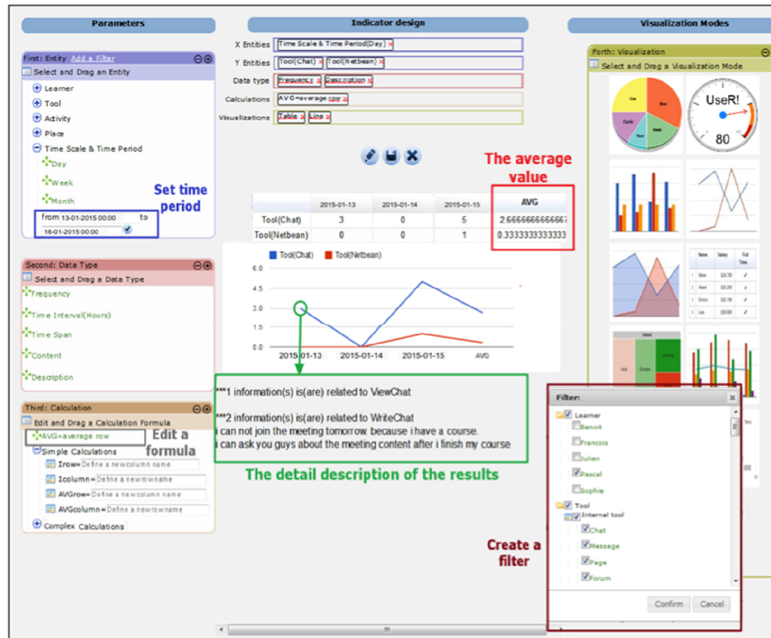 Parameters
First: Entity Add a filter
Select and Drag an Entity
Learner
Tool
Activity
Place
Time Scale & Time Period
Day
Week
Month
from 13-01-2015 00:00 to
16-01-2015 00:00
Set time
period
Second: Data Type
Select and Drag a Data Type
Frequency
Time Interval(Hours)
Time Span
Content
Description
Third: Calculation
Edit and Drag a Calculation Formula
AVG=average row
Edit a
formula
Simple Calculations
Irow= Define a new column name
Icolumn= Define a new row name
AVGrow= Define a new column name
AVGcolumn= Define a new row name
Complex Calculations
Indicator design
X Entities Time Scale & Time Period(Day) x
Y Entities Tool(Chat) x Tool(Netbean) x
Data type Frequency x Description x
Calculations AVG=average row x
Visualizations Table x Line x
The average
value
2015-01-13 2015-01-14 2015-01-15 AVG
Tool(Chat) 3 0 5 2.6666666666667
Tool(Netbean) 0 0 1 0.3333333333333
Tool(Chat) Tool(Netbean)
6.0
4.5
3.0
1.5
0.0
2015-01-13 2015-01-14 2015-01-15 AVG
***1 information(s) is(are) related to ViewChat
***2 information(s) is(are) related to WriteChat
i can not join the meeting tomorrow because i have a course.
i can ask you guys about the meeting content after i finish my course
The detail description of the results
Create a
filter
Visualization Modes
Forth: Visualization
Select and Drag a Visualization Mode
UseR!
80
Name Salary Full
Time
Filter: x
Learner
Benoit
Francois
Julien
Pascal
Sophie
Tool
Internal tool
Chat
Message
Page
Forum
Confirm Cancel